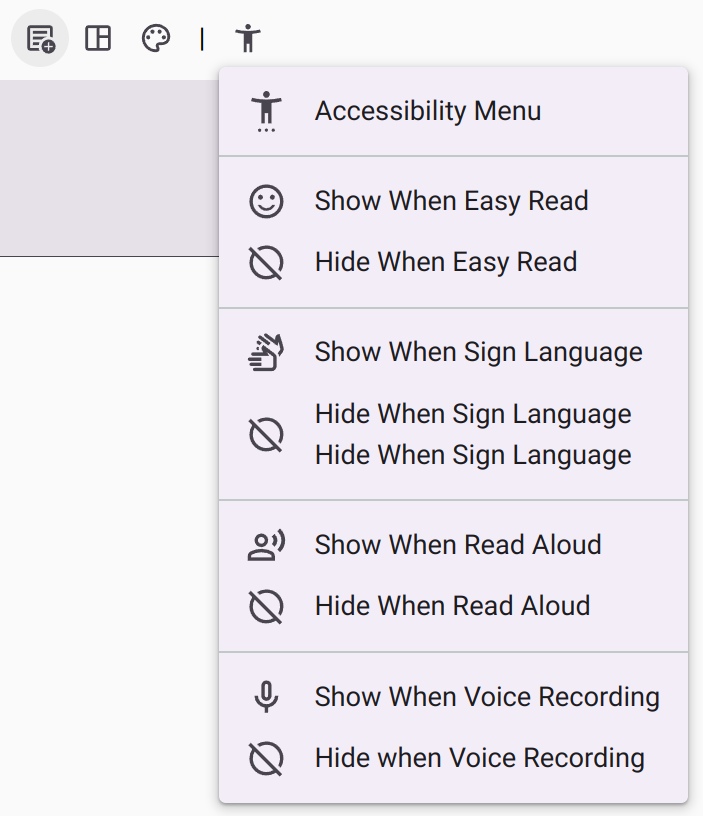 Accessibility Menu
Show When Easy Read
Hide When Easy Read
Show When Sign Language
Hide When Sign Language
Hide When Sign Language
Show When Read Aloud
Hide When Read Aloud
Show When Voice Recording
Hide when Voice Recording